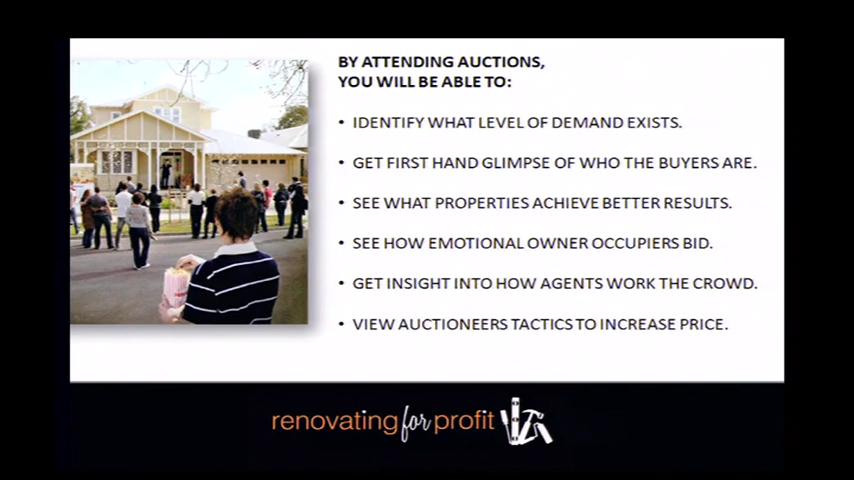 BY ATTENDING AUCTIONS,
YOU WILL BE ABLE TO:
• IDENTIFY WHAT LEVEL OF DEMAND EXISTS.
• GET FIRST HAND GLIMPSE OF WHO THE BUYERS ARE.
• SEE WHAT PROPERTIES ACHIEVE BETTER RESULTS.
• SEE HOW EMOTIONAL OWNER OCCUPIERS BID.
• GET INSIGHT INTO HOW AGENTS WORK THE CROWD.
• VIEW AUCTIONEERS TACTICS TO INCREASE PRICE.
renovating for profit